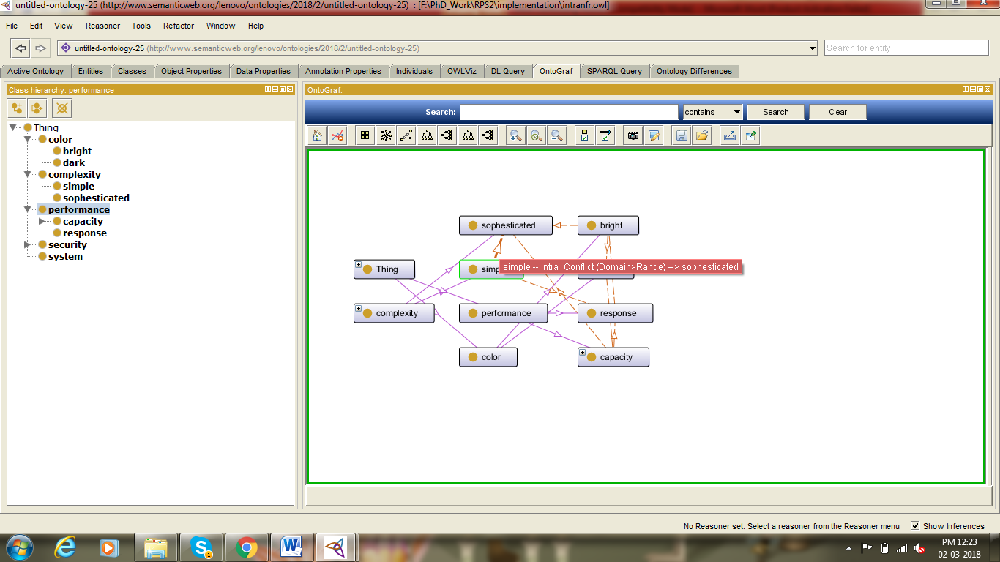 untitled-ontology-25 (http://www.semanticweb.org/lenovo/ontologies/2018/2/untitled-ontology-25) : [F:\PhD_Work\RPS2\implementation\intranfr.owl]
File Edit View Reasoner Tools Refactor Window Help
untitled-ontology-25 (http://www.semanticweb.org/lenovo/ontologies/2018/2/untitled-ontology-25)
Search for entity
Active Ontology Entities Classes Object Properties Data Properties Annotation Properties Individuals OWLViz DL Query OntoGraf SPARQL Query Ontology Differences
Class hierarchy: performance
Thing
color
bright
dark
complexity
simple
sophesticated
performance
capacity
response
security
system
OntoGraf:
Search: contains Search Clear
sophesticated bright
Thing simp
simple -- Intra_Conflict (Domain>Range) --> sophesticated
complexity performance response
color capacity
No Reasoner set. Select a reasoner from the Reasoner menu Show Inferences
1
PM 12:23
02-03-2018